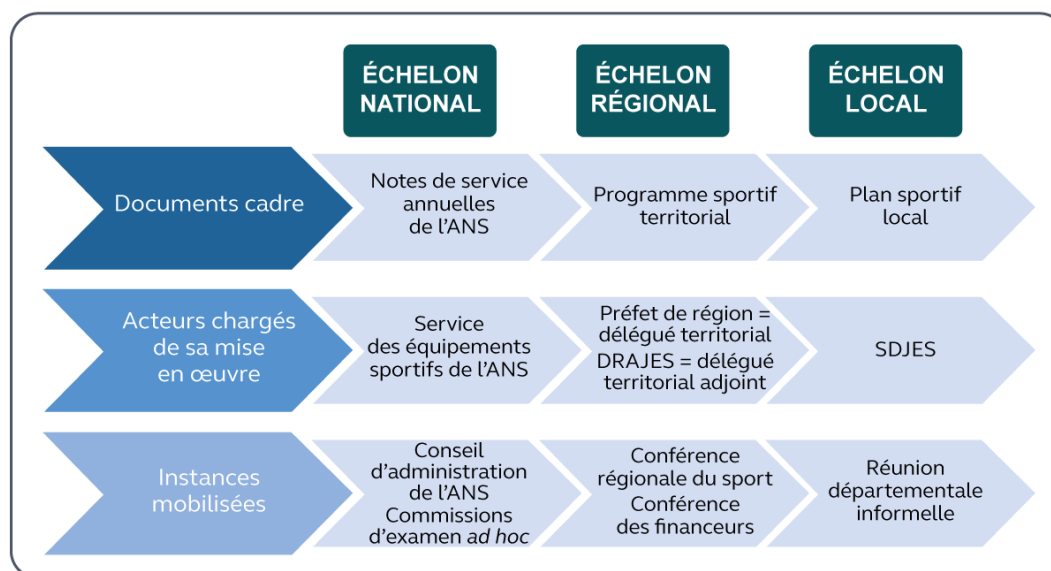 ÉCHELON
NATIONAL
ÉCHELON
RÉGIONAL
ÉCHELON
LOCAL
Documents cadre
Notes de service
annuelles
de l’ANS
Programme sportif
territorial
Plan sportif
local
Acteurs chargés
de sa mise
en œuvre
Service
des équipements
sportifs de l’ANS
Préfet de région =
délégué territorial
DRAJES = délégué
territorial adjoint
SDJES
Instances
mobilisées
Conseil
d’administration
de l’ANS
Commissions
d’examen ad hoc
Conférence
régionale du sport
Conférence
des financeurs
Réunion
départementale
informelle